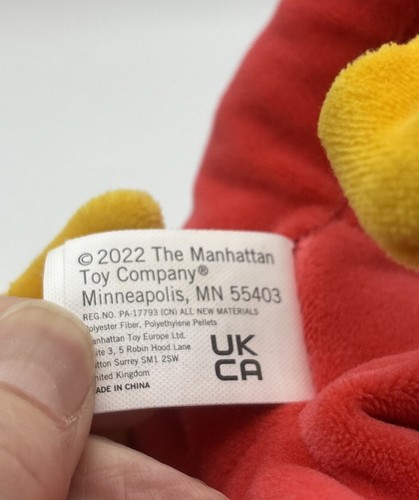 © 2022 The Manhattan
Toy Company®
Minneapolis, MN 55403
REG.NO. PA-17793 (CN) ALL NEW MATERIALS
Polyester Fiber, Polyethylene Pellets
Manhattan Toy Europe Ltd.
Suite 3, 5 Robin Hood Lane
Sutton Surrey SM1 2SW
United Kingdom
MADE IN CHINA
UK
CA